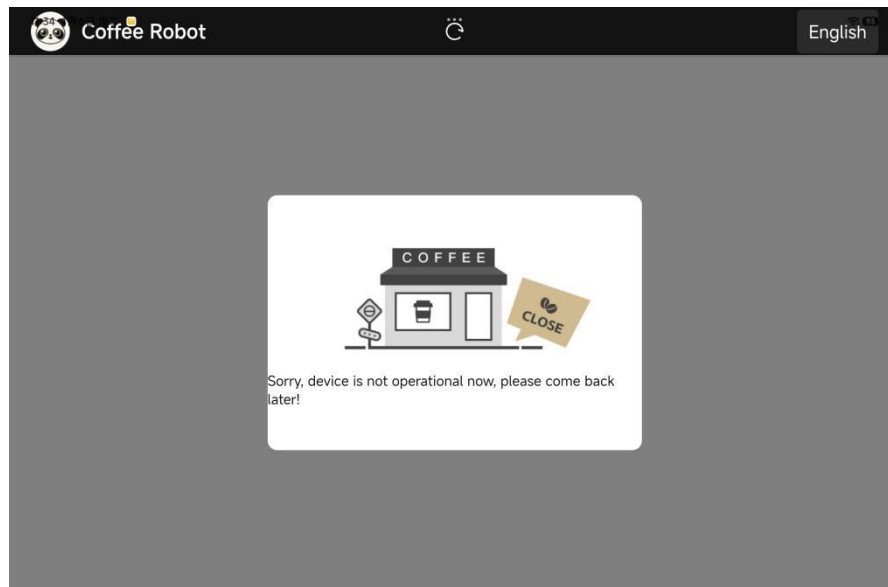 Coffee Robot
English
COFFEE
CLOSE
Sorry, device is not operational now, please come back
later!